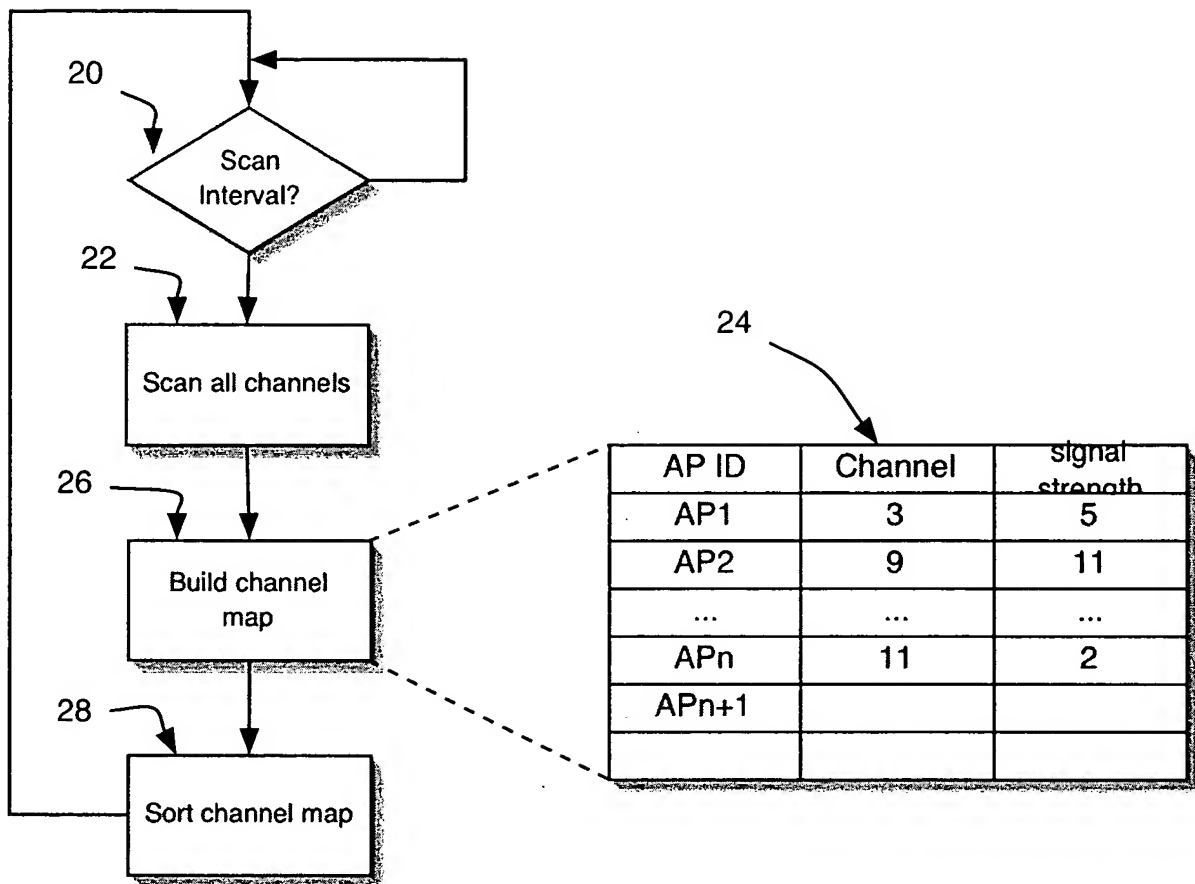 20
Scan
Interval?
22
Scan all channels
24
26
Build channel
map
AP ID Channel signal
strength
AP1 3 5
AP2 9 11
... ... ...
APn 11 2
APn+1
28
Sort channel map